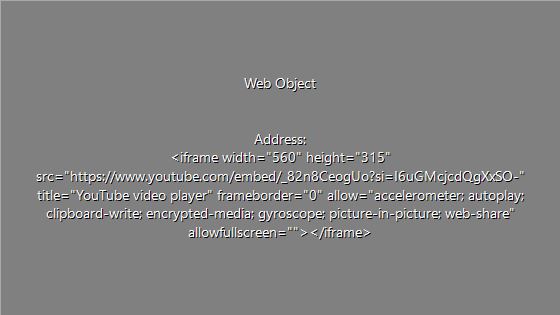 Web Object
Address:
<iframe width="560" height="315"
src="https://www.youtube.com/embed/_82n8CeogUo?si=I6uGMcjcdQgXxSO-"
title="YouTube video player" frameborder="0" allow="accelerometer; autoplay;
clipboard-write; encrypted-media; gyroscope; picture-in-picture; web-share"
allowfullscreen=""></iframe>